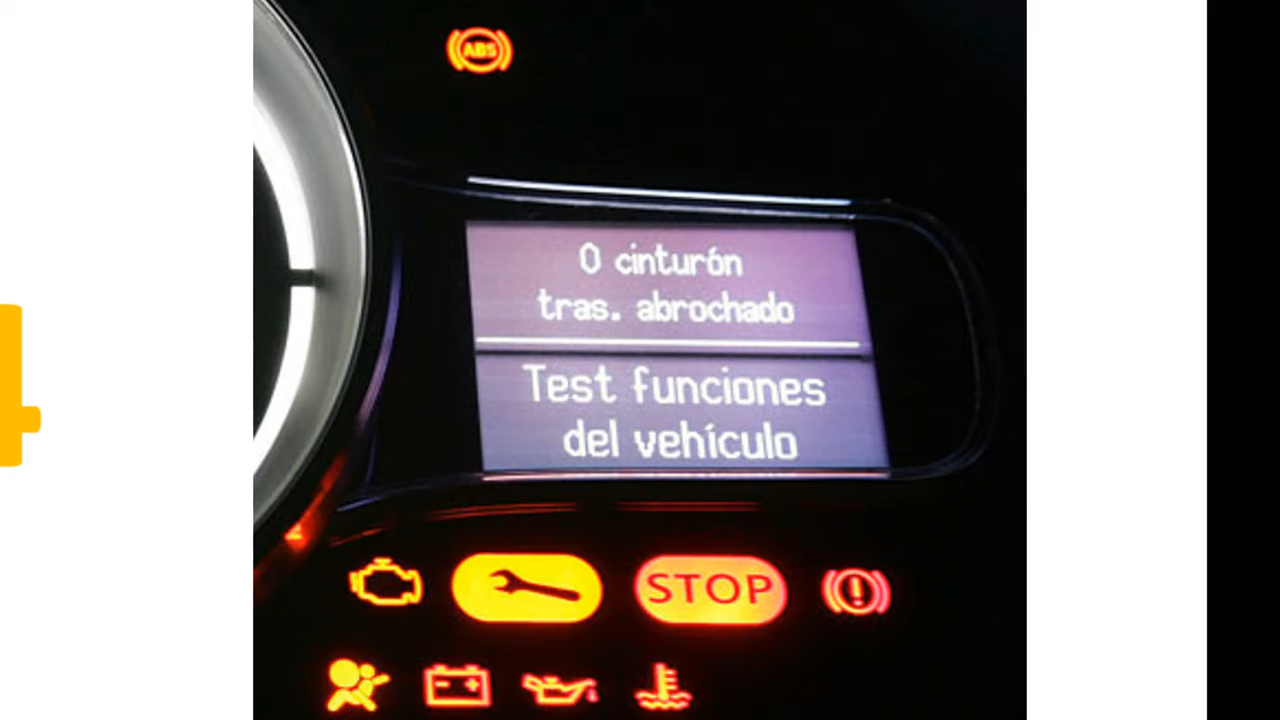 ABS
0 cinturón
tras. abrochado
Test funciones
del vehículo
STOP